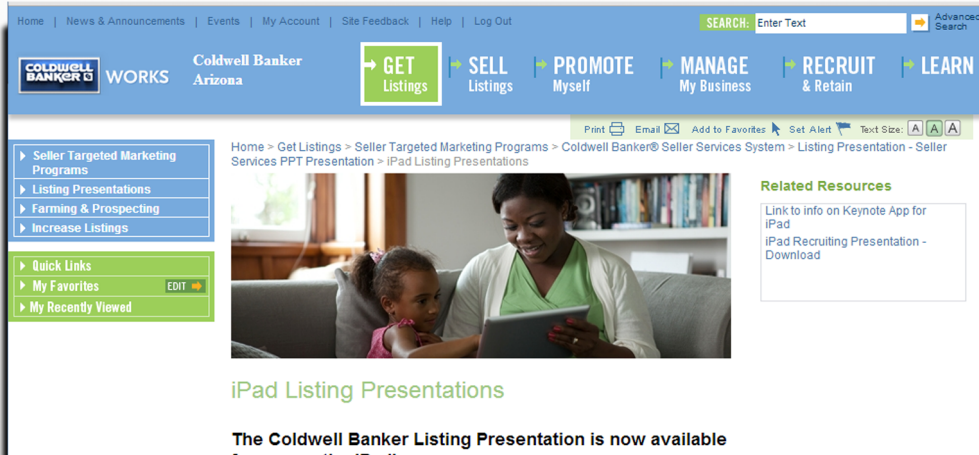 Home | News & Announcements | Events | My Account | Site Feedback | Help | Log Out
SEARCH: Enter Text
Advanced
Search
COLDWELL
BANKER
WORKS
Coldwell Banker
Arizona
GET
Listings
SELL
Listings
PROMOTE
Myself
MANAGE
My Business
RECRUIT
& Retain
LEARN
Print Email Add to Favorites Set Alert Text Size: A A A
Home > Get Listings > Seller Targeted Marketing Programs > Coldwell Banker® Seller Services System > Listing Presentation - Seller
Services PPT Presentation > iPad Listing Presentations
Seller Targeted Marketing
Programs
Listing Presentations
Farming & Prospecting
Increase Listings
Quick Links
My Favorites EDIT
My Recently Viewed
Related Resources
Link to info on Keynote App for
iPad
iPad Recruiting Presentation -
Download
iPad Listing Presentations
The Coldwell Banker Listing Presentation is now available